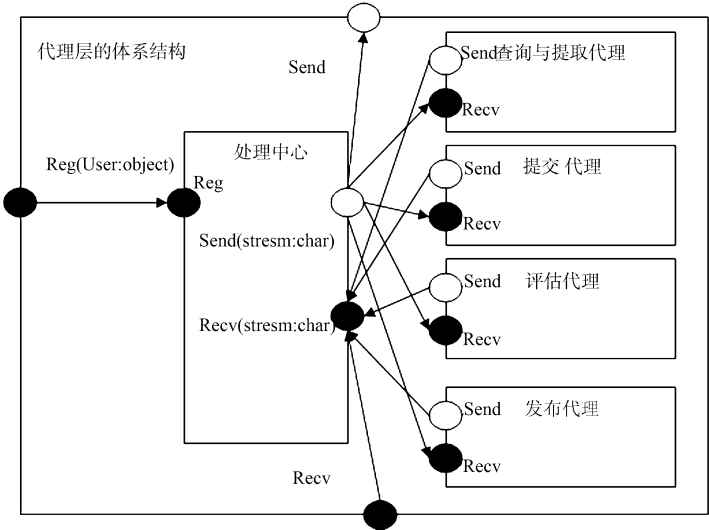 代理层的体系结构
Send
Send查询与提取代理
Recv
Reg(User:object)
处理中心
Reg
Send
提交 代理
Recv
Send(stresm:char)
Send
评估代理
Recv(stresm:char)
Recv
Send
发布代理
Recv
Recv